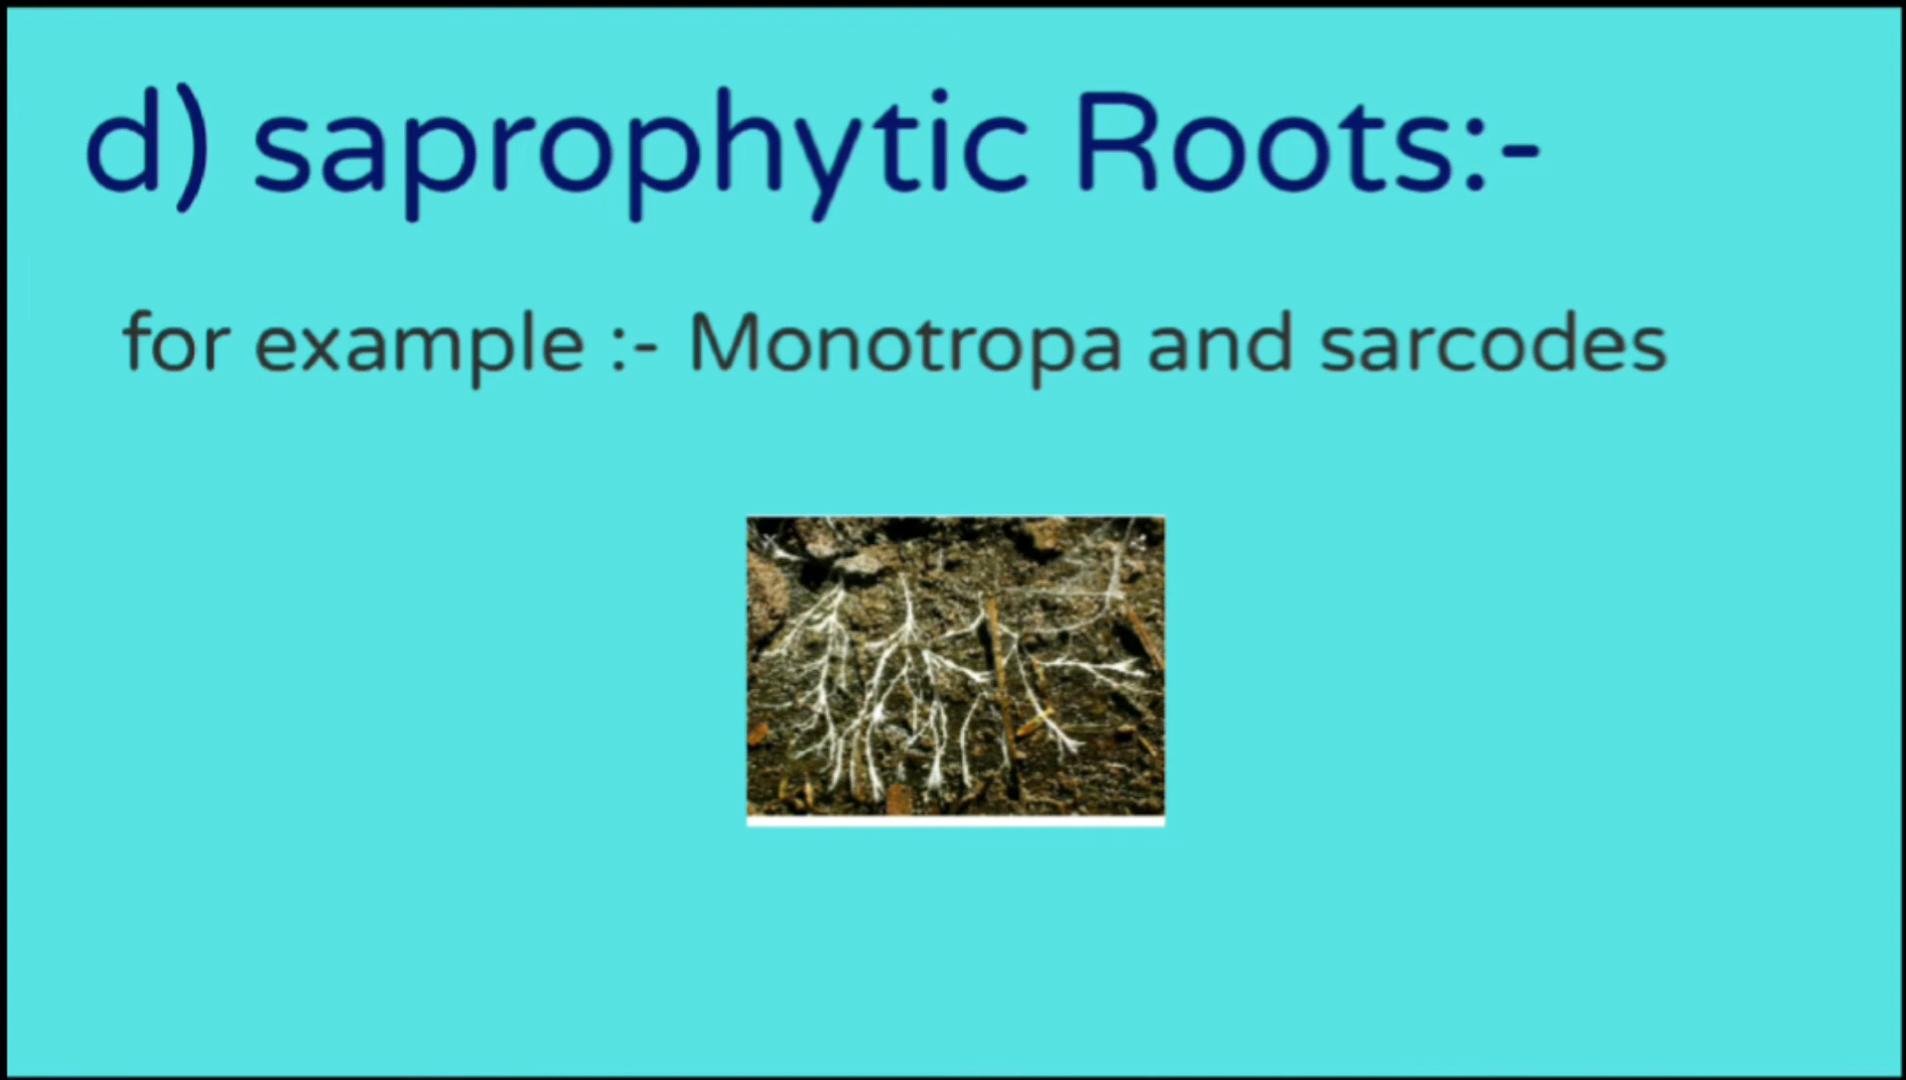 d) saprophytic Roots:-
for example :- Monotropa and sarcodes